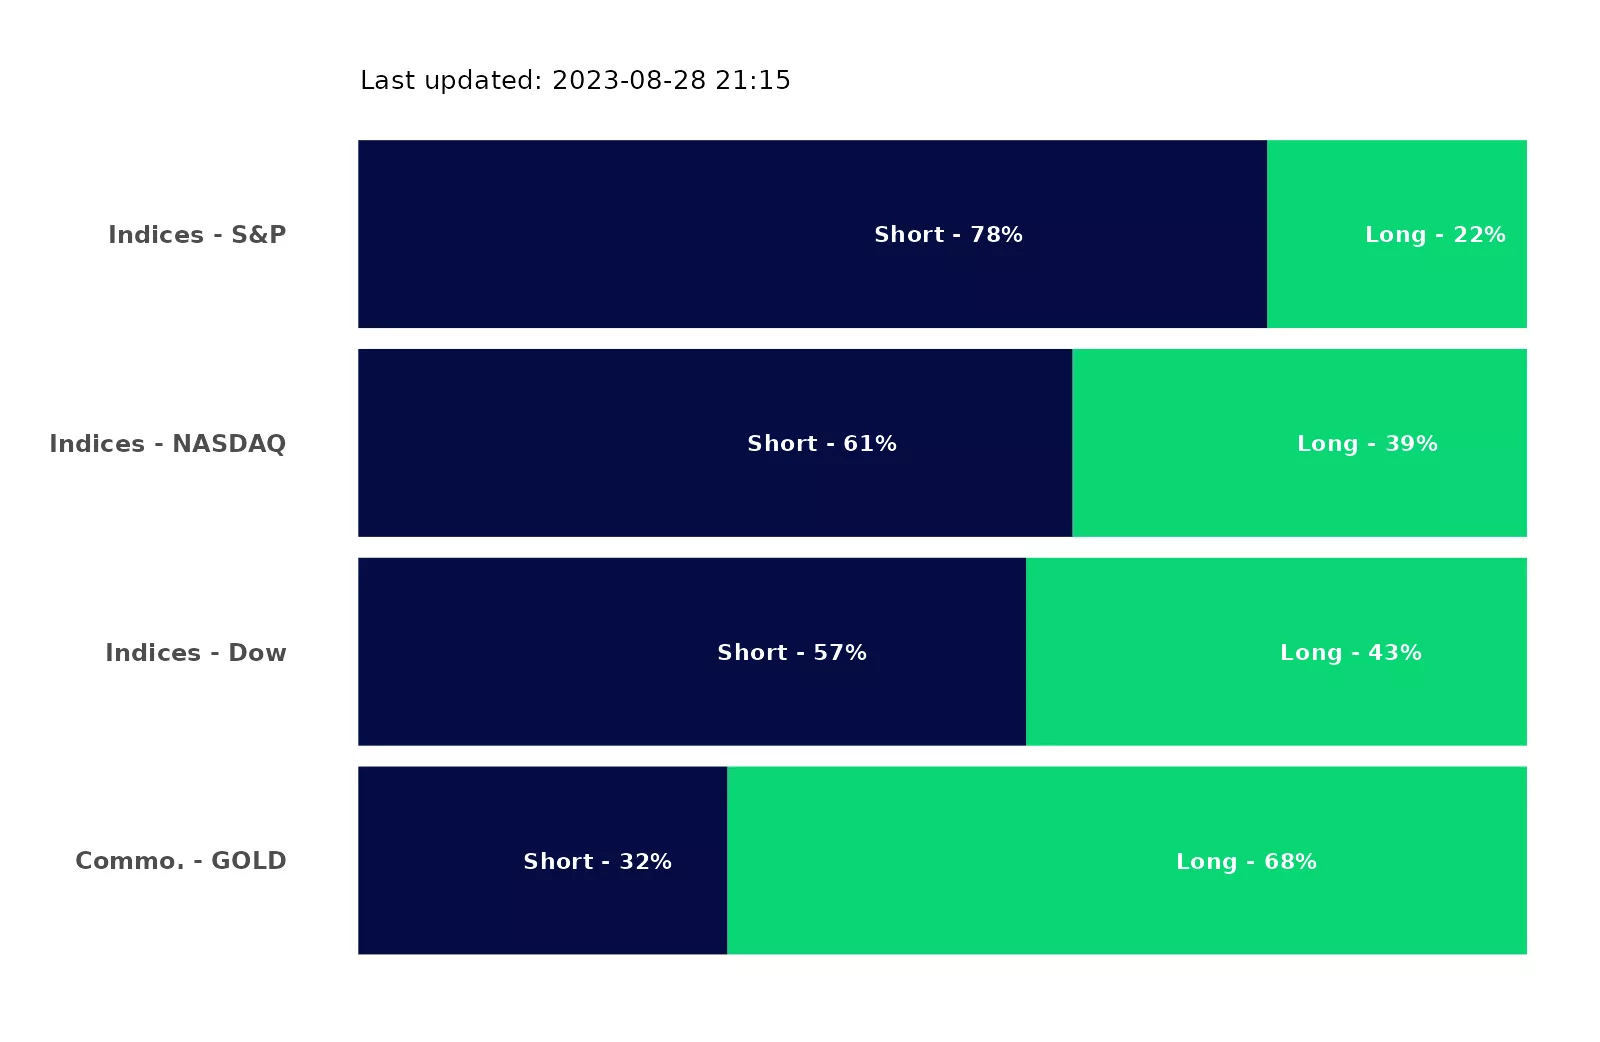 Last updated: 2023-08-28 21:15
Indices - S&P
Short - 78%
Long - 22%
Indices - NASDAQ
Short - 61%
Long - 39%
Indices - Dow
Short - 57%
Long - 43%
Commo. - GOLD
Short - 32%
Long - 68%